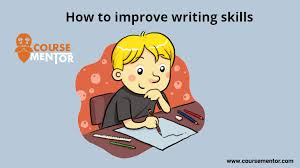 How to improve writing skills
COURSE
MENTOR
www.coursementor.com